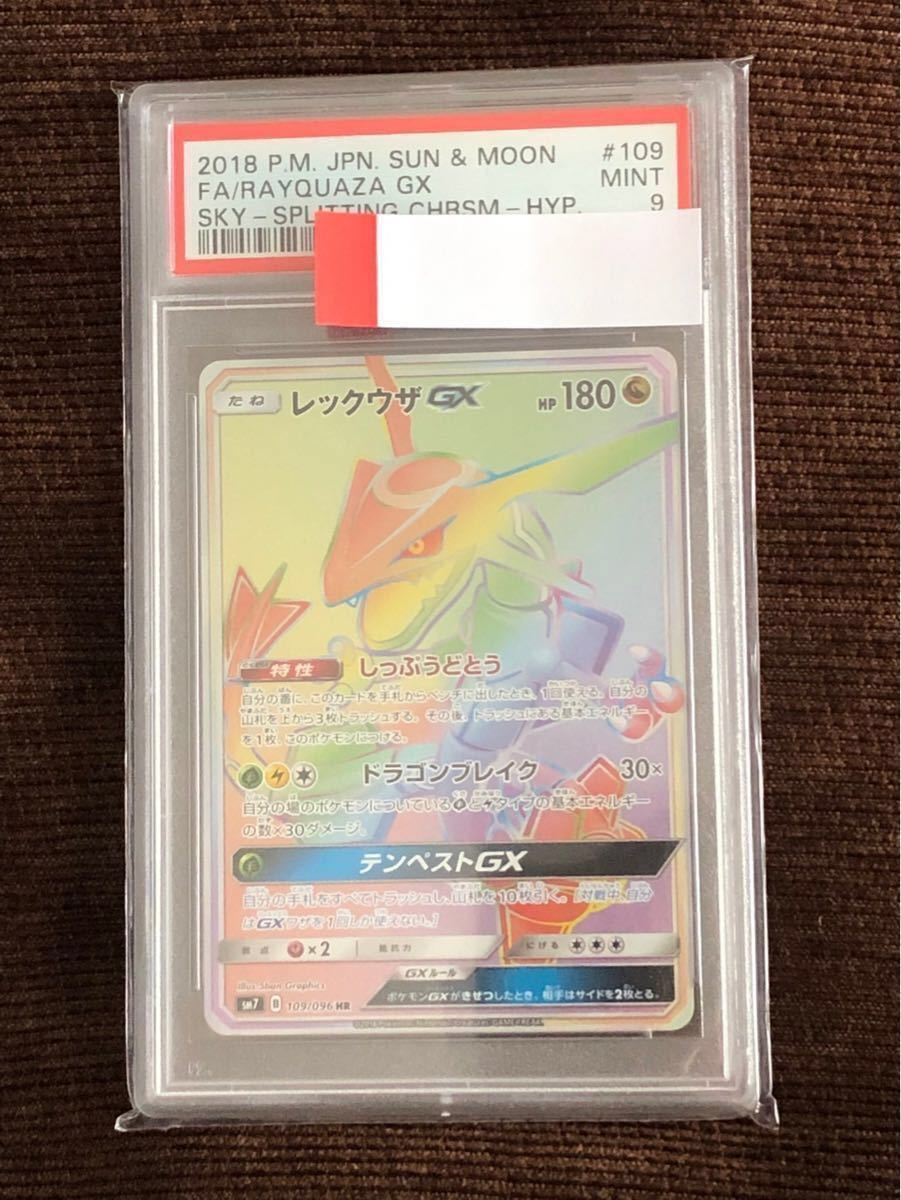 2018 P.M. JPN. SUN & MOON #109
FA/RAYQUAZA GX MINT
SKY-SPLITTING CHRSM-HYP. 9
たね レックウザGX HP 180
特性 しっぷうどとう
自分の番に、このカードを手札からベンチに出したとき、1回使える。自分の
山札を上から3枚トラッシュする。その後、トラッシュにある基本エネルギー
を1枚、このポケモンにつける。
ドラゴンブレイク 30×
自分の場のポケモンについている と タイプの基本エネルギー
の数×30ダメージ。
テンペストGX
自分の手札をすべてトラッシュし、山札を10枚引く。[対戦中、自分
はGXワザを1回しか使えない。]
弱点 ×2 抵抗力 にげる
Illus. 5ban Graphics GXルール
SM7 D 109/096 HR ポケモンGXがきぜつしたとき、相手はサイドを2枚とる。